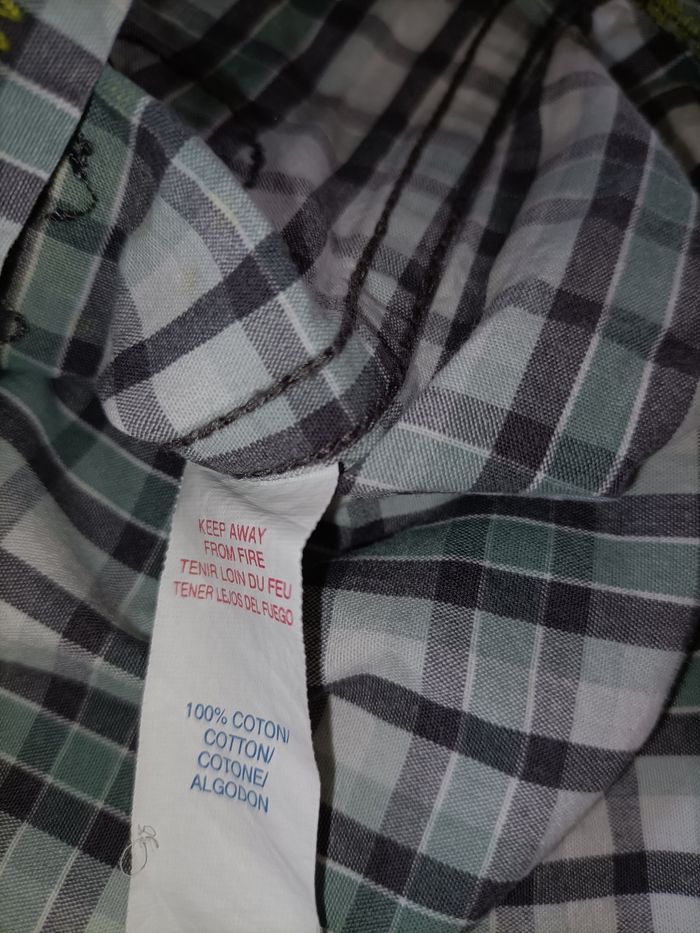 KEEP AWAY
FROM FIRE
TENIR LOIN DU FEU
TENER LEJOS DEL FUEGO
100% COTON/
COTTON/
COTONE/
ALGODON